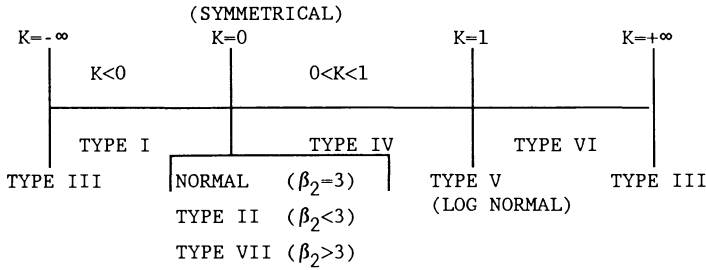 (SYMMETRICAL)
K=-∞ K=0 K=1 K=+∞
K<0 0<K<1
TYPE I TYPE IV TYPE VI
TYPE III NORMAL (β₂=3) TYPE V TYPE III
TYPE II (β₂<3) (LOG NORMAL)
TYPE VII (β₂>3)